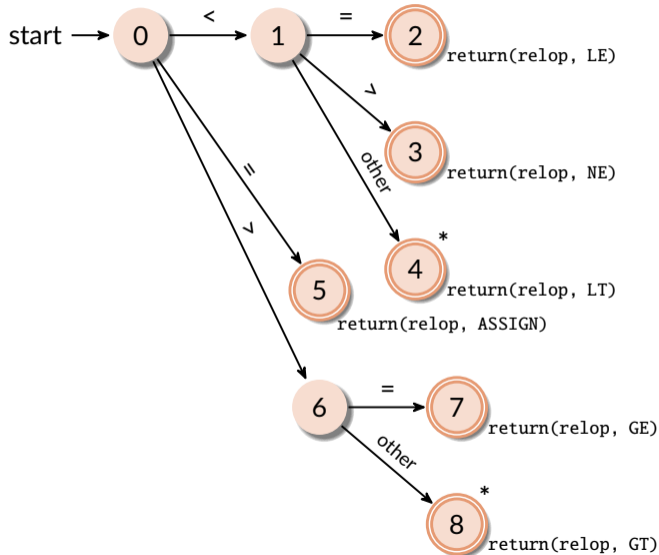 start 0 < 1 = 2
return(relop, LE)
>
3
return(relop, NE)
other
4 *
return(relop, LT)
=
5
return(relop, ASSIGN)
>
6 = 7
return(relop, GE)
other
8 *
return(relop, GT)